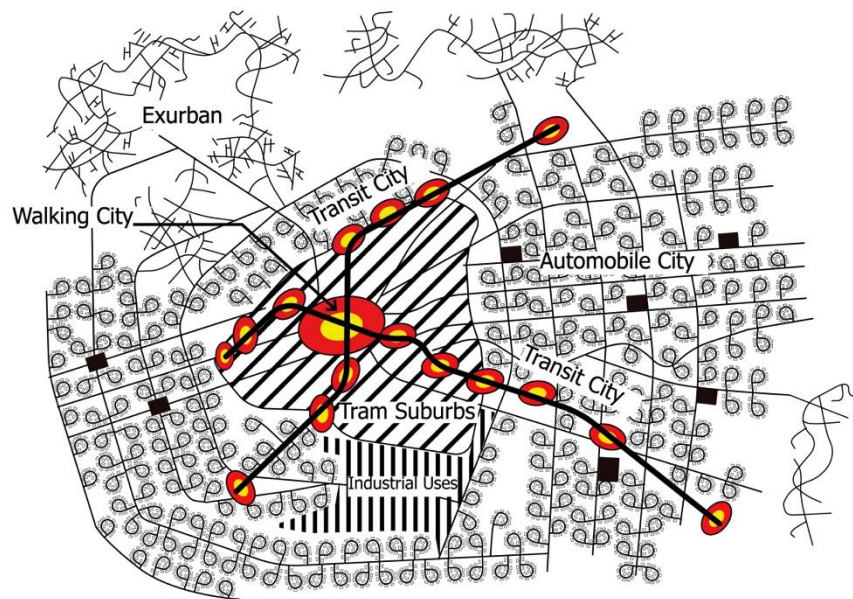 Exurban
Transit City
Walking City
Automobile City
Transit City
Tram Suburbs
Industrial Uses